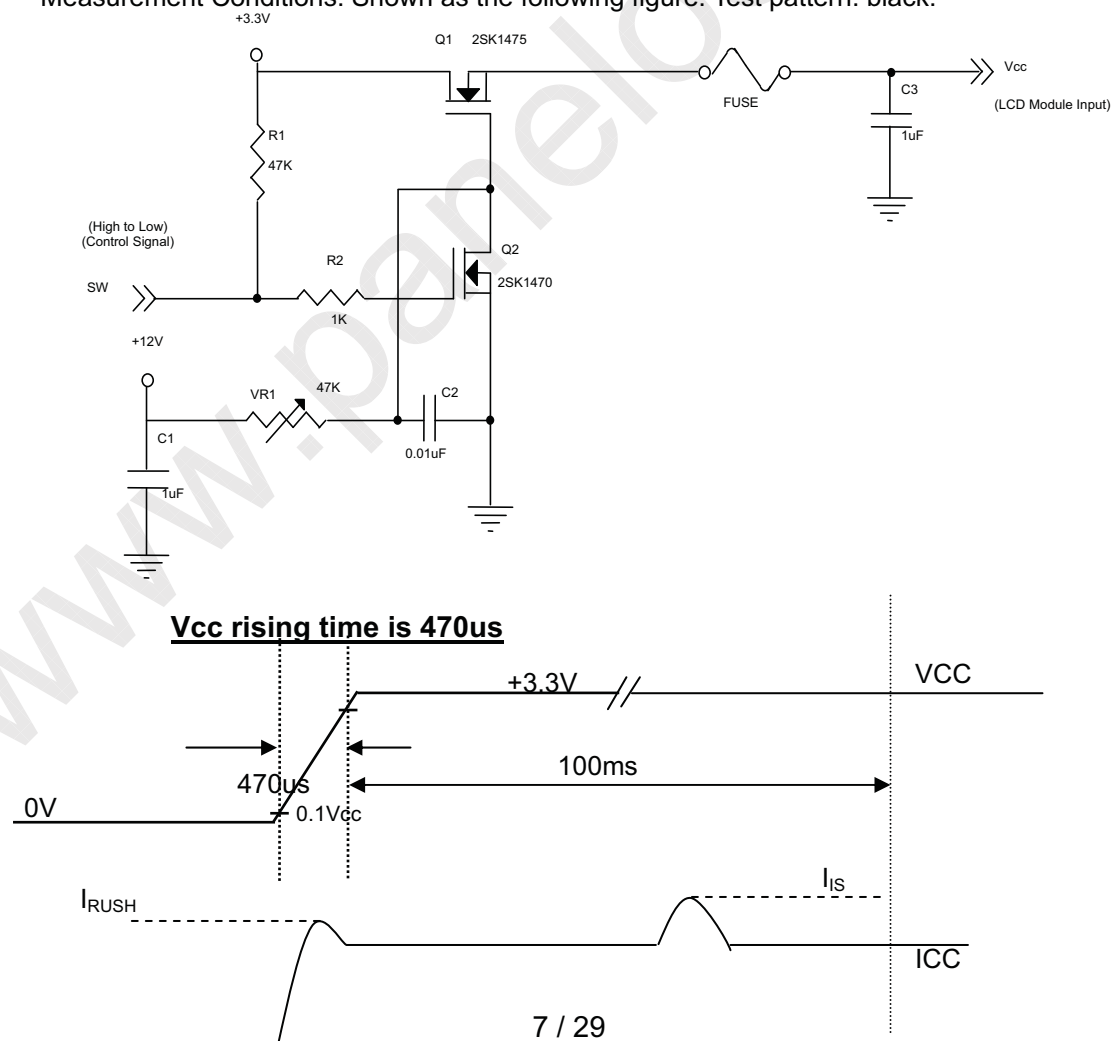 Measurement Conditions: Shown as the following figure. Test pattern: black.
+3.3V
Q1 2SK1475
Vcc
FUSE
C3
(LCD Module Input)
1uF
R1
47K
(High to Low)
(Control Signal)
SW
R2
1K
Q2
2SK1470
+12V
VR1
47K
C2
0.01uF
C1
1uF
Vcc rising time is 470us
+3.3V
VCC
470us
100ms
0V
0.1Vcc
IRUSH
IIS
ICC
7 / 29
www.panelo